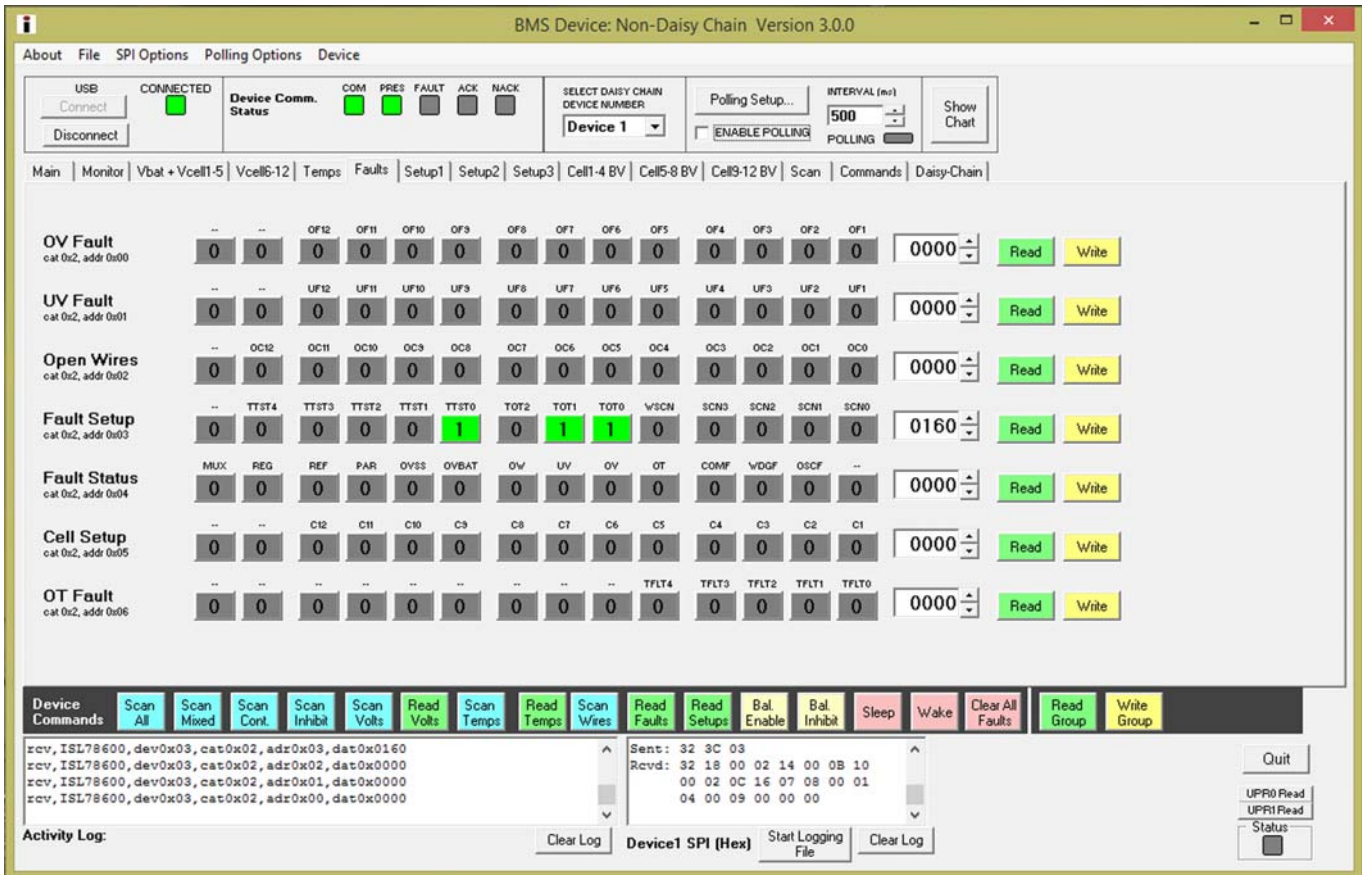 BMS Device: Non-Daisy Chain Version 3.0.0
About File SPI Options Polling Options Device
USB
Connect
Disconnect
CONNECTED
Device Comm.
Status
COM PRES FAULT ACK NACK
SELECT DAISY CHAIN
DEVICE NUMBER
Device 1
Polling Setup...
ENABLE POLLING
INTERVAL (ms)
500
POLLING
Show
Chart
Main Monitor Vbat + Vcell1-5 Vcell6-12 Temps Faults Setup1 Setup2 Setup3 Cell1-4 BV Cell5-8 BV Cell9-12 BV Scan Commands Daisy-Chain
-- -- OF12 OF11 OF10 OF9 OF8 OF7 OF6 OF5 OF4 OF3 OF2 OF1
OV Fault 0 0 0 0 0 0 0 0 0 0 0 0 0 0 0000 Read Write
cat 0x2, addr 0x00
-- -- UF12 UF11 UF10 UF9 UF8 UF7 UF6 UF5 UF4 UF3 UF2 UF1
UV Fault 0 0 0 0 0 0 0 0 0 0 0 0 0 0 0000 Read Write
cat 0x2, addr 0x01
-- OC12 OC11 OC10 OC9 OC8 OC7 OC6 OC5 OC4 OC3 OC2 OC1 OC0
Open Wires 0 0 0 0 0 0 0 0 0 0 0 0 0 0 0000 Read Write
cat 0x2, addr 0x02
-- TTST4 TTST3 TTST2 TTST1 TTST0 TOT2 TOT1 TOT0 WSCN SCN3 SCN2 SCN1 SCN0
Fault Setup 0 0 0 0 0 1 0 1 1 0 0 0 0 0 0160 Read Write
cat 0x2, addr 0x03
MUX REG REF PAR OVSS OVBAT OW UV OV OT COMF WDGF OSCF --
Fault Status 0 0 0 0 0 0 0 0 0 0 0 0 0 0 0000 Read Write
cat 0x2, addr 0x04
-- -- C12 C11 C10 C9 C8 C7 C6 C5 C4 C3 C2 C1
Cell Setup 0 0 0 0 0 0 0 0 0 0 0 0 0 0 0000 Read Write
cat 0x2, addr 0x05
-- -- -- -- -- -- -- -- -- TFLT4 TFLT3 TFLT2 TFLT1 TFLT0
OT Fault 0 0 0 0 0 0 0 0 0 0 0 0 0 0 0000 Read Write
cat 0x2, addr 0x06
Device Scan Scan Scan Scan Scan Read Scan Read Scan Read Read Bal. Bal. Sleep Wake Clear All Read Write
Commands All Mixed Cont. Inhibit Volts Volts Temps Temps Wires Faults Setups Enable Inhibit Faults Group Group
rcv,ISL78600,dev0x03,cat0x02,adr0x03,dat0x0160
rcv,ISL78600,dev0x03,cat0x02,adr0x02,dat0x0000
rcv,ISL78600,dev0x03,cat0x02,adr0x01,dat0x0000
rcv,ISL78600,dev0x03,cat0x02,adr0x00,dat0x0000
Activity Log:
Clear Log
Sent: 32 3C 03
Rcvd: 32 18 00 02 14 00 0B 10
00 02 0C 16 07 08 00 01
04 00 09 00 00 00
Device1 SPI (Hex)
Start Logging
File
Clear Log
Quit
UPR0 Read
UPR1 Read
Status